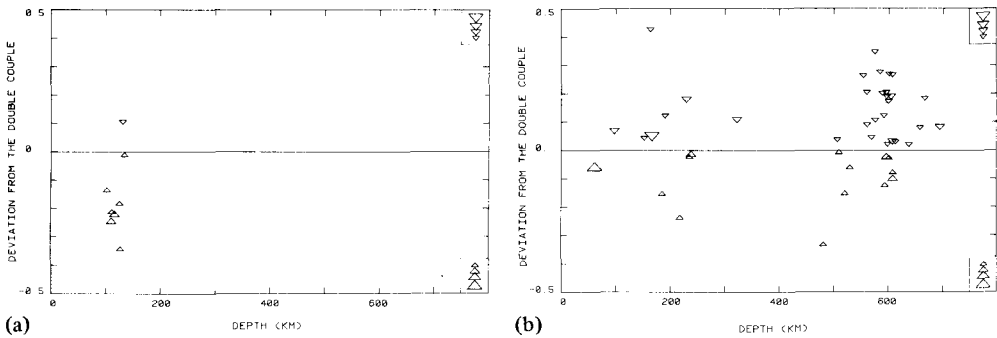 DEVIATION FROM THE DOUBLE COUPLE
0 5
0
-0 5
0 200 400 600
DEPTH (KM)
(a)
DEVIATION FROM THE DOUBLE COUPLE
0 5
0.
-0.5
0 200 400 600
DEPTH (KM)
(b)